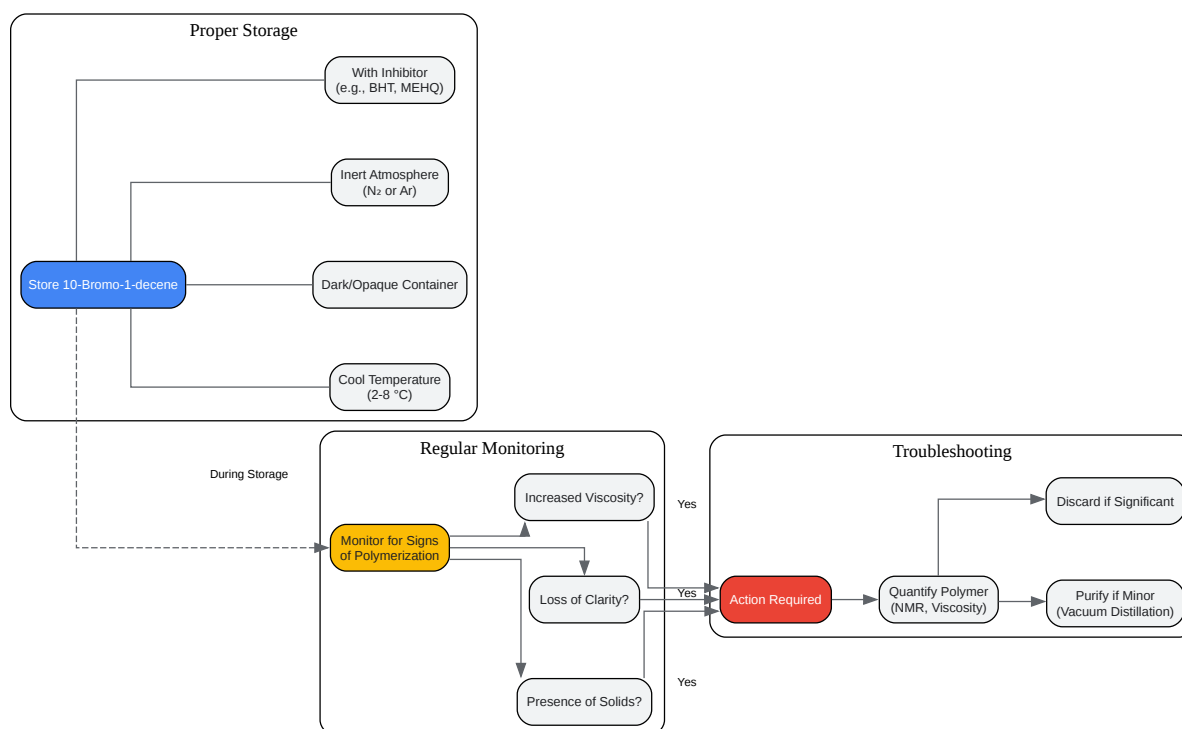 Proper Storage
With Inhibitor
(e.g., BHT, MEHQ)
Inert Atmosphere
(N₂ or Ar)
Store 10-Bromo-1-decene
Dark/Opaque Container
Cool Temperature
(2-8 °C)
During Storage
Regular Monitoring
Increased Viscosity?
Monitor for Signs
of Polymerization
Loss of Clarity?
Presence of Solids?
Yes
Yes
Yes
Troubleshooting
Discard if Significant
Action Required
Quantify Polymer
(NMR, Viscosity)
Purify if Minor
(Vacuum Distillation)